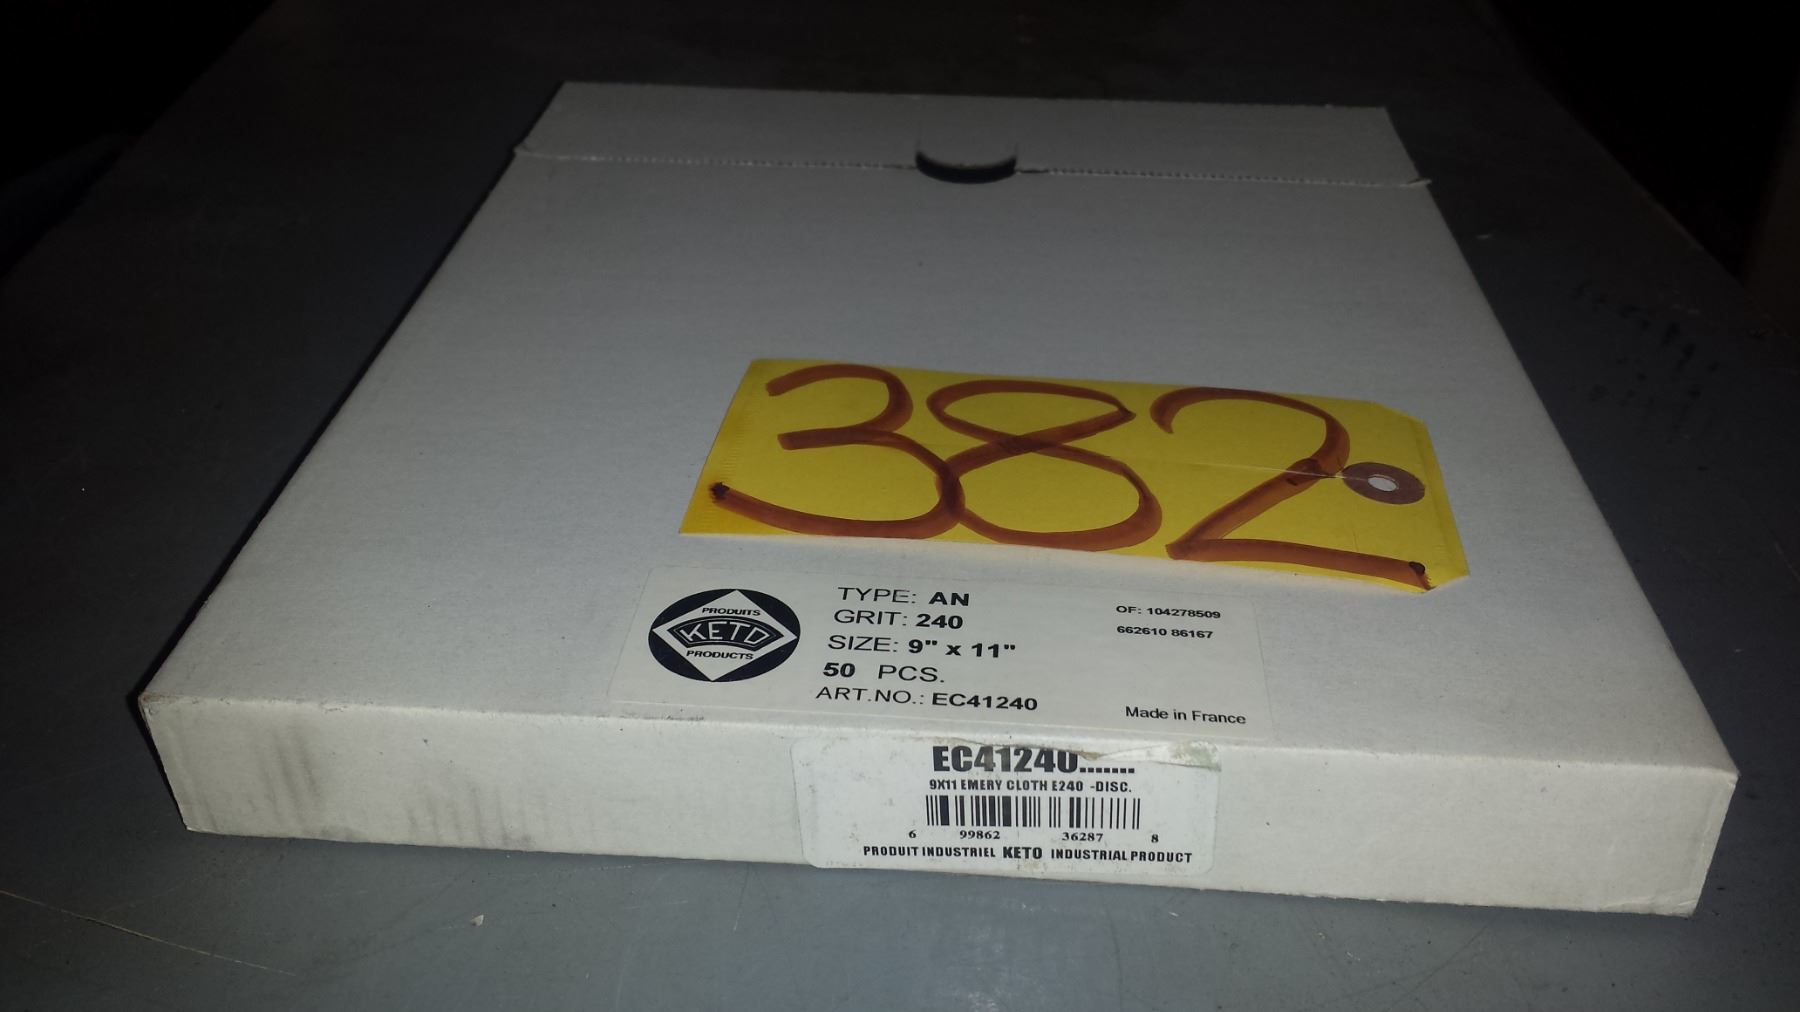 382
PRODUITS
KETO
PRODUCTS
TYPE: AN
GRIT: 240
SIZE: 9" x 11"
50 PCS.
ART.NO.: EC41240
OF: 104278509
662610 86167
Made in France
EC41240.......
9X11 EMERY CLOTH E240 -DISC.
6 99862 36287 8
PRODUIT INDUSTRIEL KETO INDUSTRIAL PRODUCT